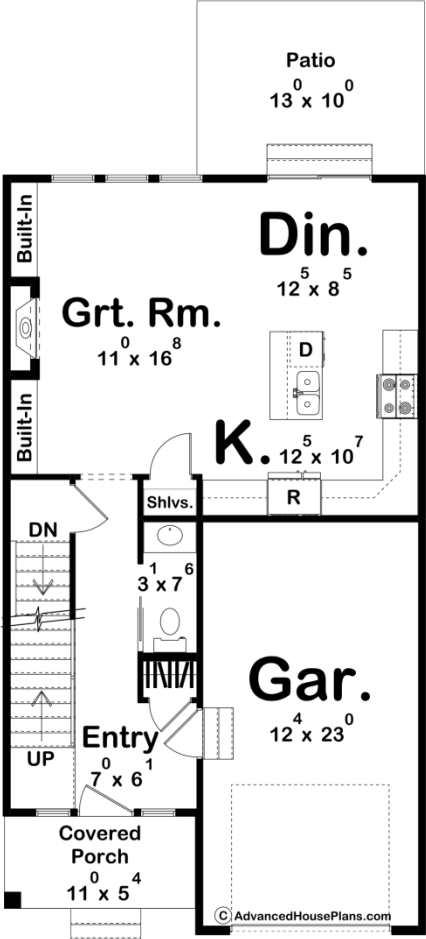 Patio
13⁰ x 10⁰
Built-In
Din.
12⁵ x 8⁵
Grt. Rm.
11⁰ x 16⁸
D
Built-In
K. 12⁵ x 10⁷
R
Shlvs.
DN
3¹ x 7⁶
Gar.
12⁴ x 23⁰
Entry
7⁰ x 6¹
UP
Covered
Porch
11⁰ x 5⁴
© AdvancedHousePlans.com